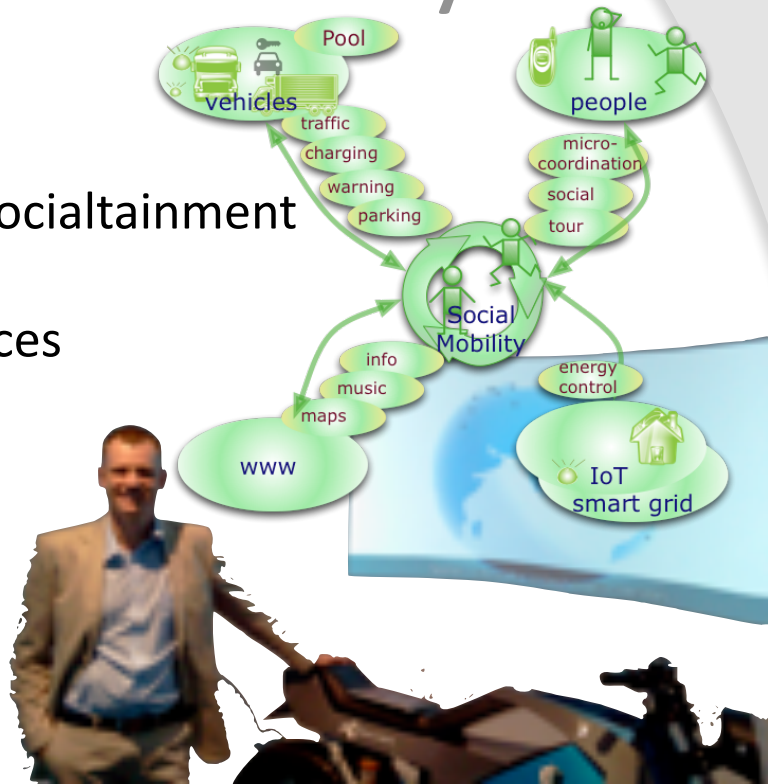 Pool
vehicles
people
traffic
charging
warning
parking
micro-
coordination
social
tour
ocialtainment
Social
Mobility
ces
info
music
maps
energy
control
www
IoT
smart grid